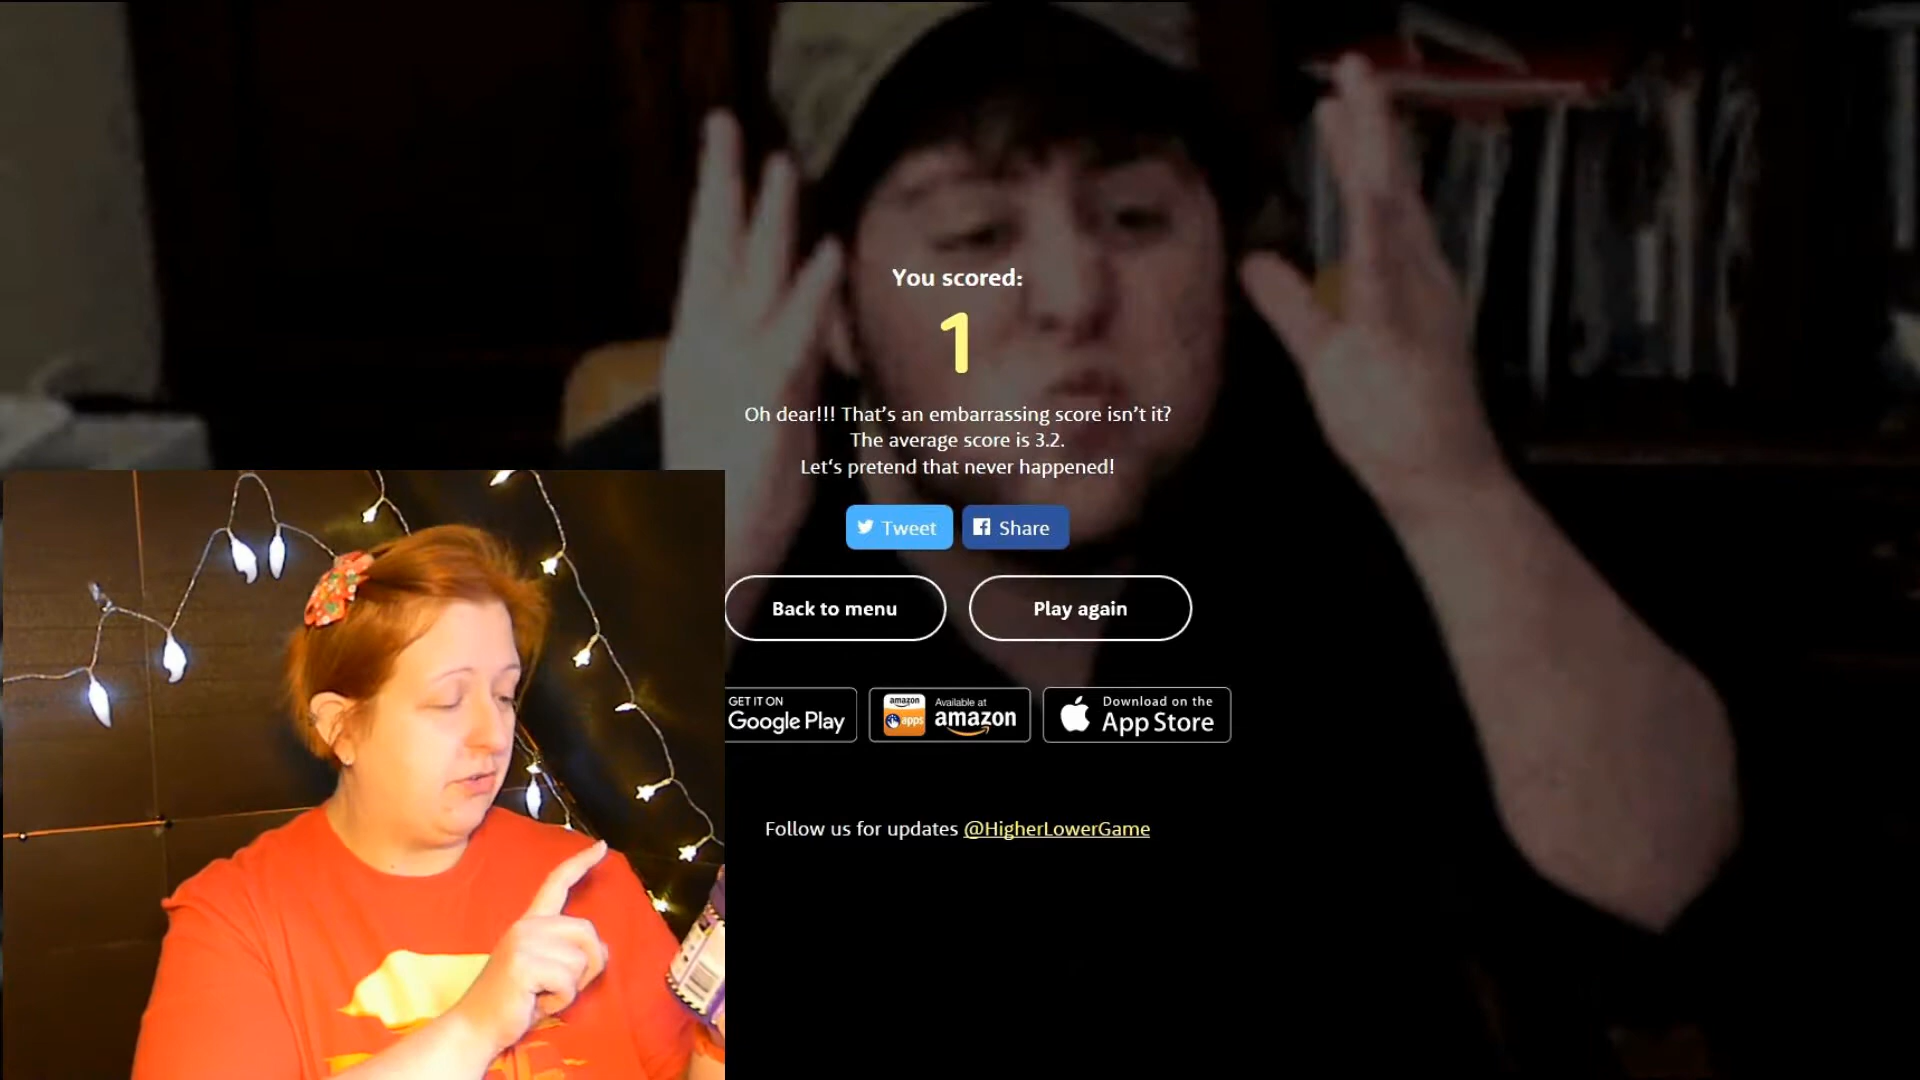 You scored:
1
Oh dear!!! That's an embarrassing score isn't it?
The average score is 3.2.
Let's pretend that never happened!
Tweet
Share
Back to menu
Play again
GET IT ON
Google Play
amazon
apps
Available at
amazon
Download on the
App Store
Follow us for updates @HigherLowerGame